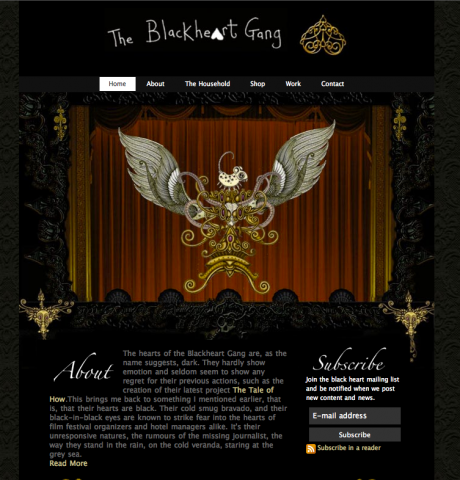 The Blackheart Gang
Home About The Household Shop Work Contact
About
The hearts of the Blackheart Gang are, as the
name suggests, dark. They hardly show
emotion and seldom seem to show any
regret for their previous actions, such as the
creation of their latest project The Tale of
How.This brings me back to something I mentioned earlier, that
is, that their hearts are black. Their cold smug bravado, and their
black-in-black eyes are known to strike fear into the hearts of
film festival organizers and hotel managers alike. It's their
unresponsive natures, the rumours of the missing journalist, the
way they stand in the rain, on the cold veranda, staring at the
grey sea.
Read More
Subscribe
Join the black heart mailing list
and be notified when we post
new content and news.
E-mail address
Subscribe
Subscribe in a reader